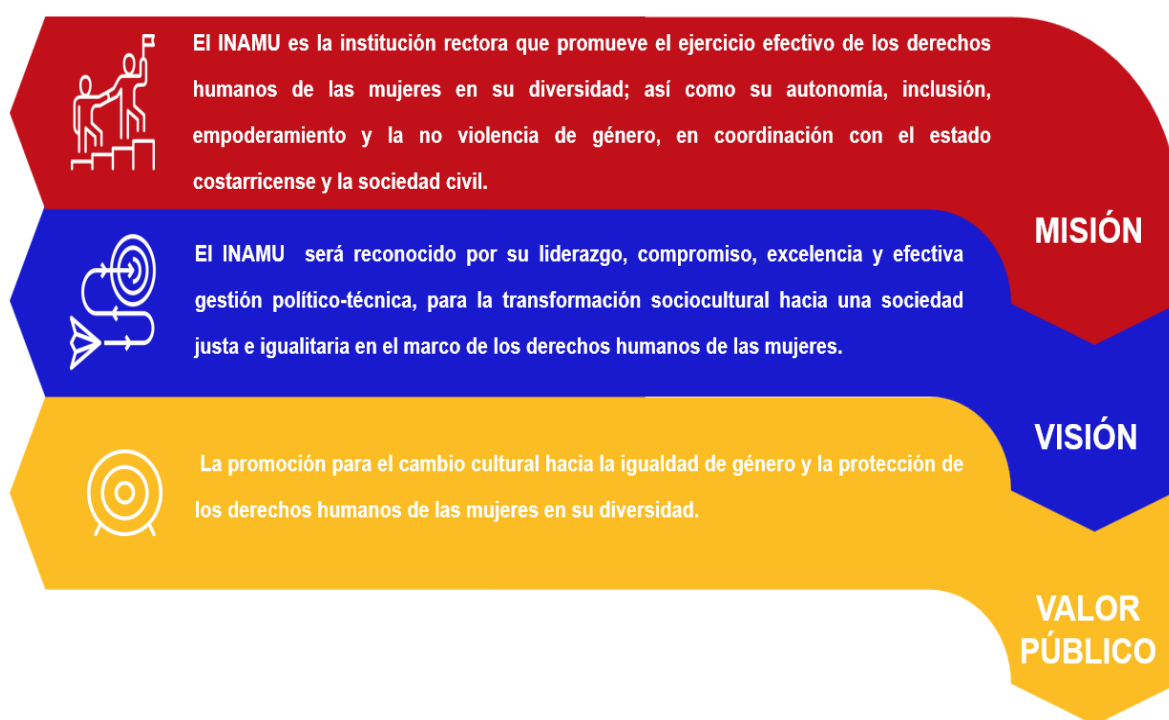 El INAMU es la institución rectora que promueve el ejercicio efectivo de los derechos
humanos de las mujeres en su diversidad; así como su autonomía, inclusión,
empoderamiento y la no violencia de género, en coordinación con el estado
costarricense y la sociedad civil.
MISIÓN
El INAMU será reconocido por su liderazgo, compromiso, excelencia y efectiva
gestión político-técnica, para la transformación sociocultural hacia una sociedad
justa e igualitaria en el marco de los derechos humanos de las mujeres.
VISIÓN
La promoción para el cambio cultural hacia la igualdad de género y la protección de
los derechos humanos de las mujeres en su diversidad.
VALOR
PÚBLICO